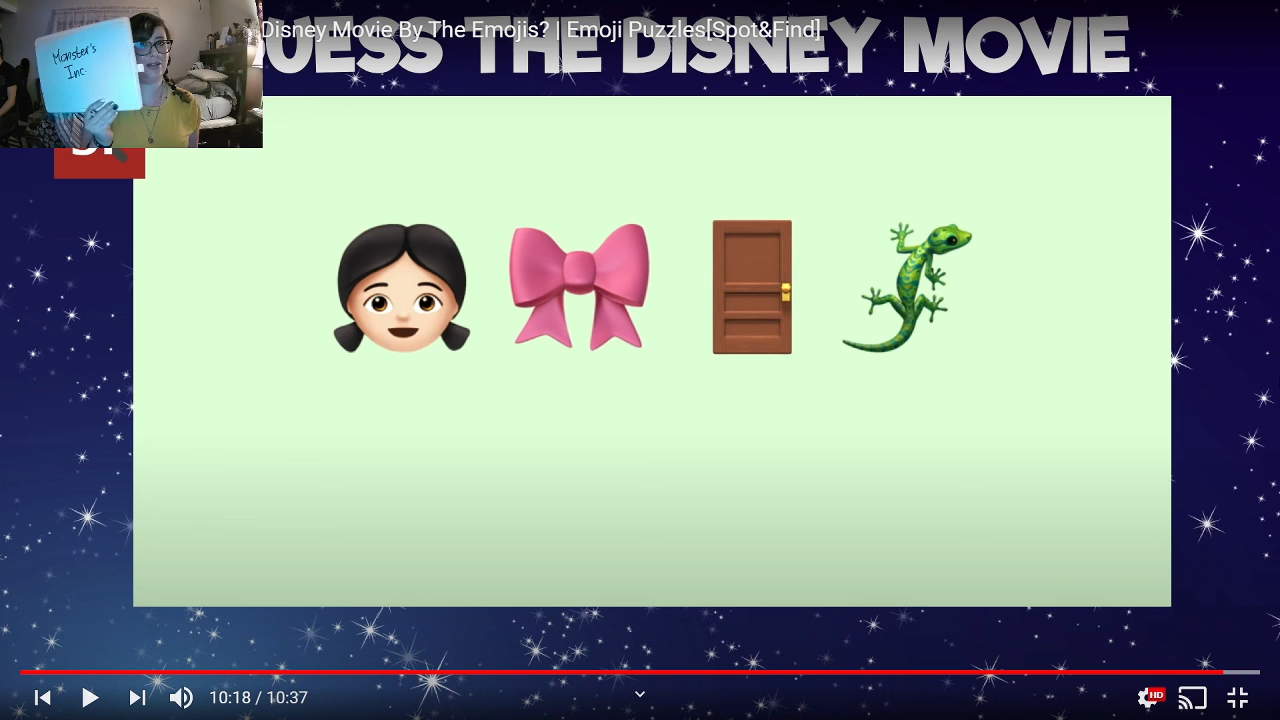 Disney Movie By The Emojis? | Emoji Puzzles[Spot&Find]
UESS THE DISNEY MOVIE
Monster's
Inc.
10:18 / 10:37
HD